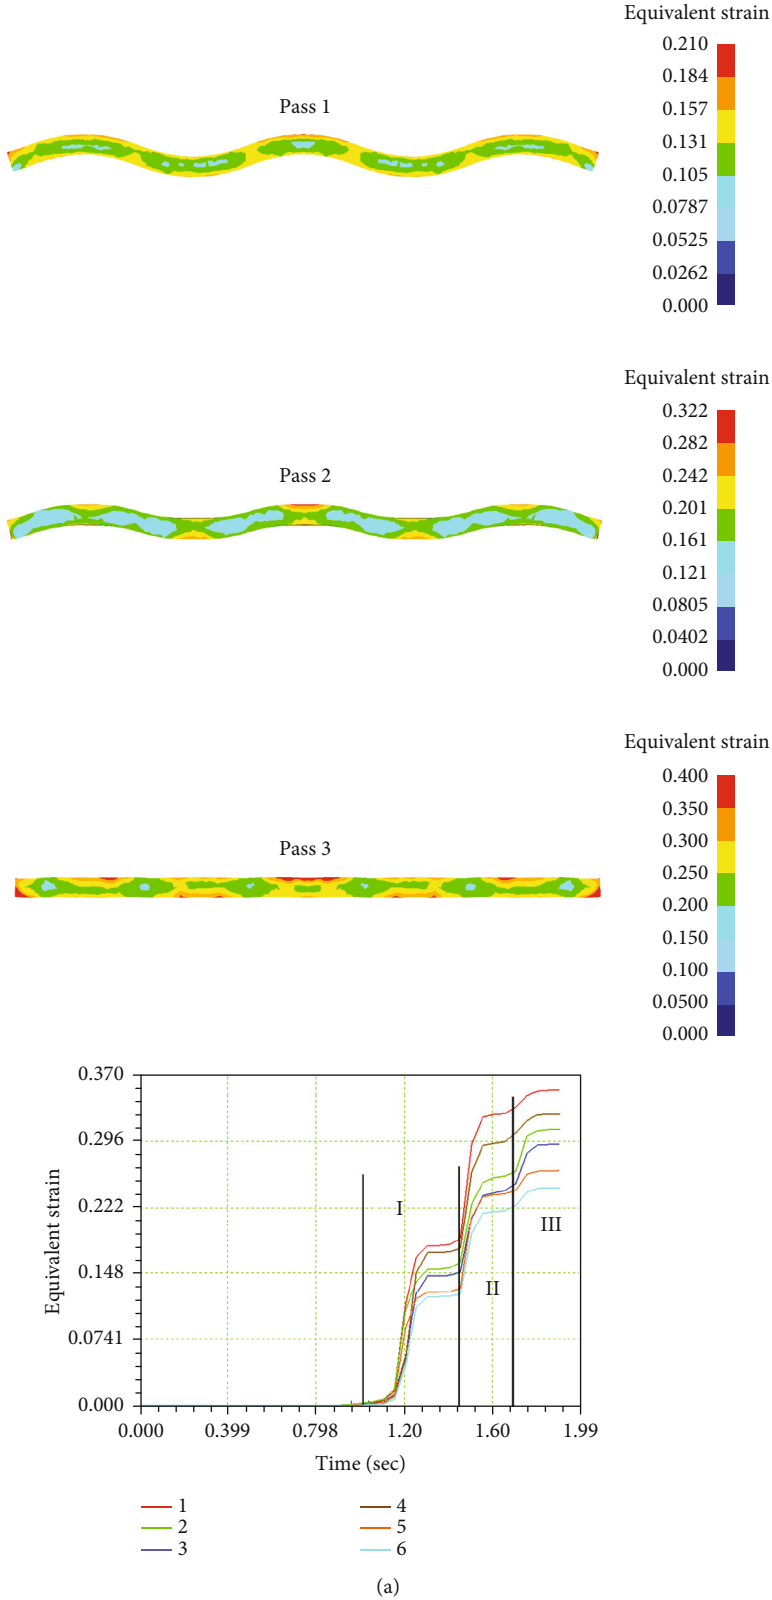 Equivalent strain
0.210
0.184
Pass 1
0.157
0.131
0.105
0.0787
0.0525
0.0262
0.000
Equivalent strain
0.322
0.282
Pass 2
0.242
0.201
0.161
0.121
0.0805
0.0402
0.000
Equivalent strain
0.400
0.350
Pass 3
0.300
0.250
0.200
0.150
0.100
0.0500
0.000
0.370
0.296
0.222
0.148
0.0741
0.000
Equivalent strain
I
II
III
0.000 0.399 0.798 1.20 1.60 1.99
Time (sec)
1 4
2 5
3 6
(a)